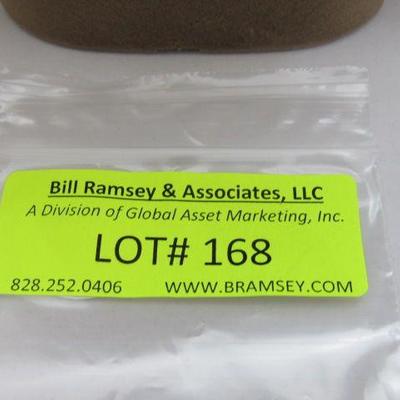 Bill Ramsey & Associates, LLC
A Division of Global Asset Marketing, Inc.
LOT# 168
828.252.0406 WWW.BRAMSEY.COM